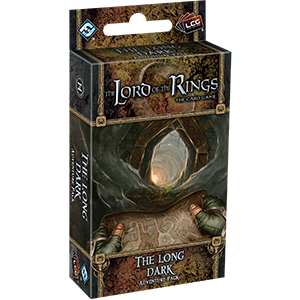 THE LORD OF THE RINGS
THE CARD GAME
LCG
THE LONG
DARK
ADVENTURE PACK
THE LONG
DARK
ADVENTURE PACK